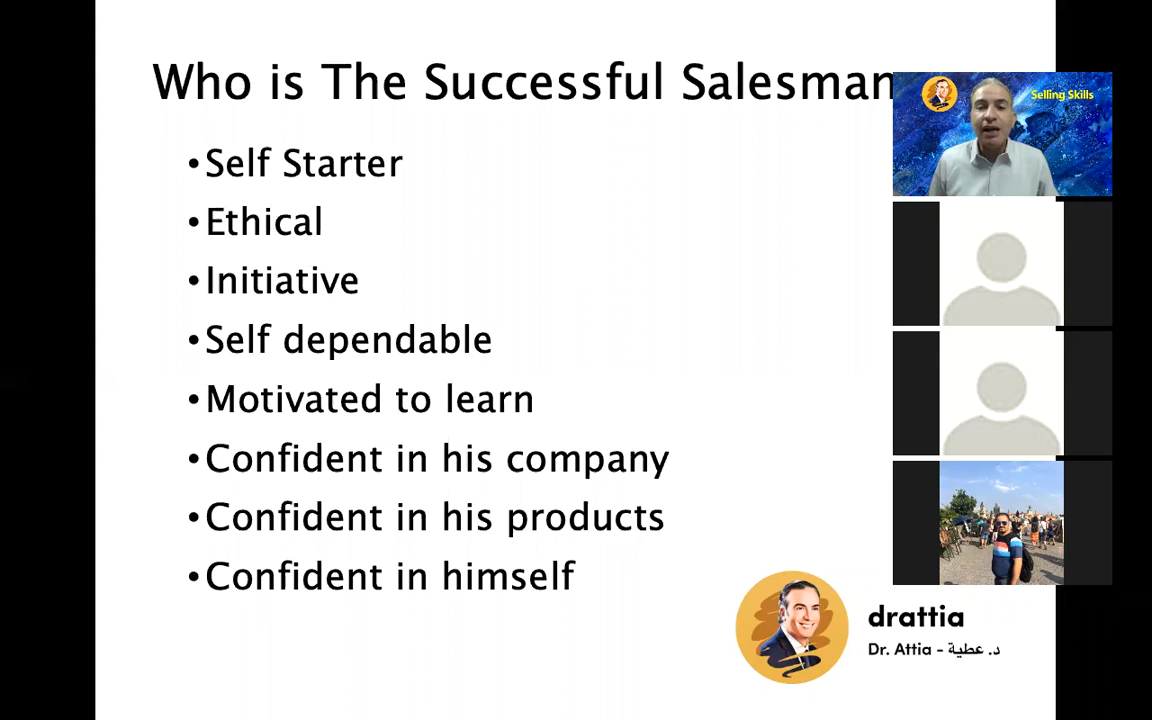 Who is The Successful Salesman
•Self Starter
•Ethical
•Initiative
•Self dependable
•Motivated to learn
•Confident in his company
•Confident in his products
•Confident in himself
Selling Skills
drattia
Dr. Attia - د. عطية